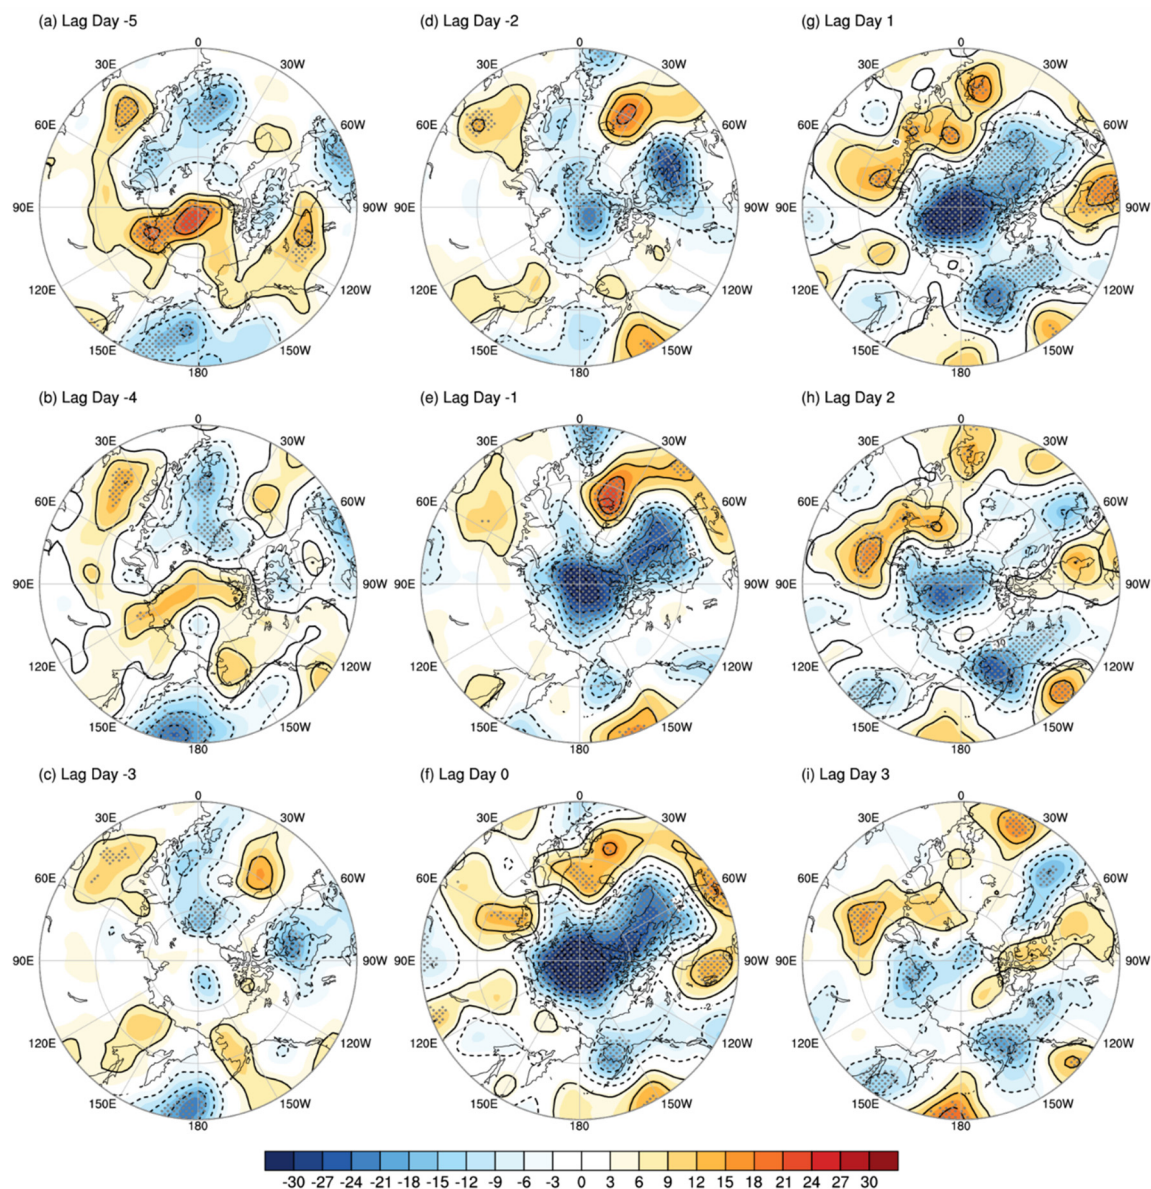 (a) Lag Day -5
0
30E
30W
60E
60W
90E
90W
120E
120W
150E
150W
180
(b) Lag Day -4
0
30E
30W
60E
60W
90E
90W
120E
120W
150E
150W
180
(c) Lag Day -3
0
30E
30W
60E
60W
90E
90W
120E
120W
150E
150W
180
(d) Lag Day -2
0
30E
30W
60E
60W
90E
90W
120E
120W
150E
150W
180
(e) Lag Day -1
0
30E
30W
60E
60W
90E
90W
120E
120W
150E
150W
180
(f) Lag Day 0
0
30E
30W
60E
60W
90E
90W
120E
120W
150E
150W
180
(g) Lag Day 1
0
30E
30W
60E
60W
90E
90W
120E
120W
150E
150W
180
(h) Lag Day 2
0
30E
30W
60E
60W
90E
90W
120E
120W
150E
150W
180
(i) Lag Day 3
0
30E
30W
60E
60W
90E
90W
120E
120W
150E
150W
180
-30 -27 -24 -21 -18 -15 -12 -9 -6 -3 0 3 6 9 12 15 18 21 24 27 30